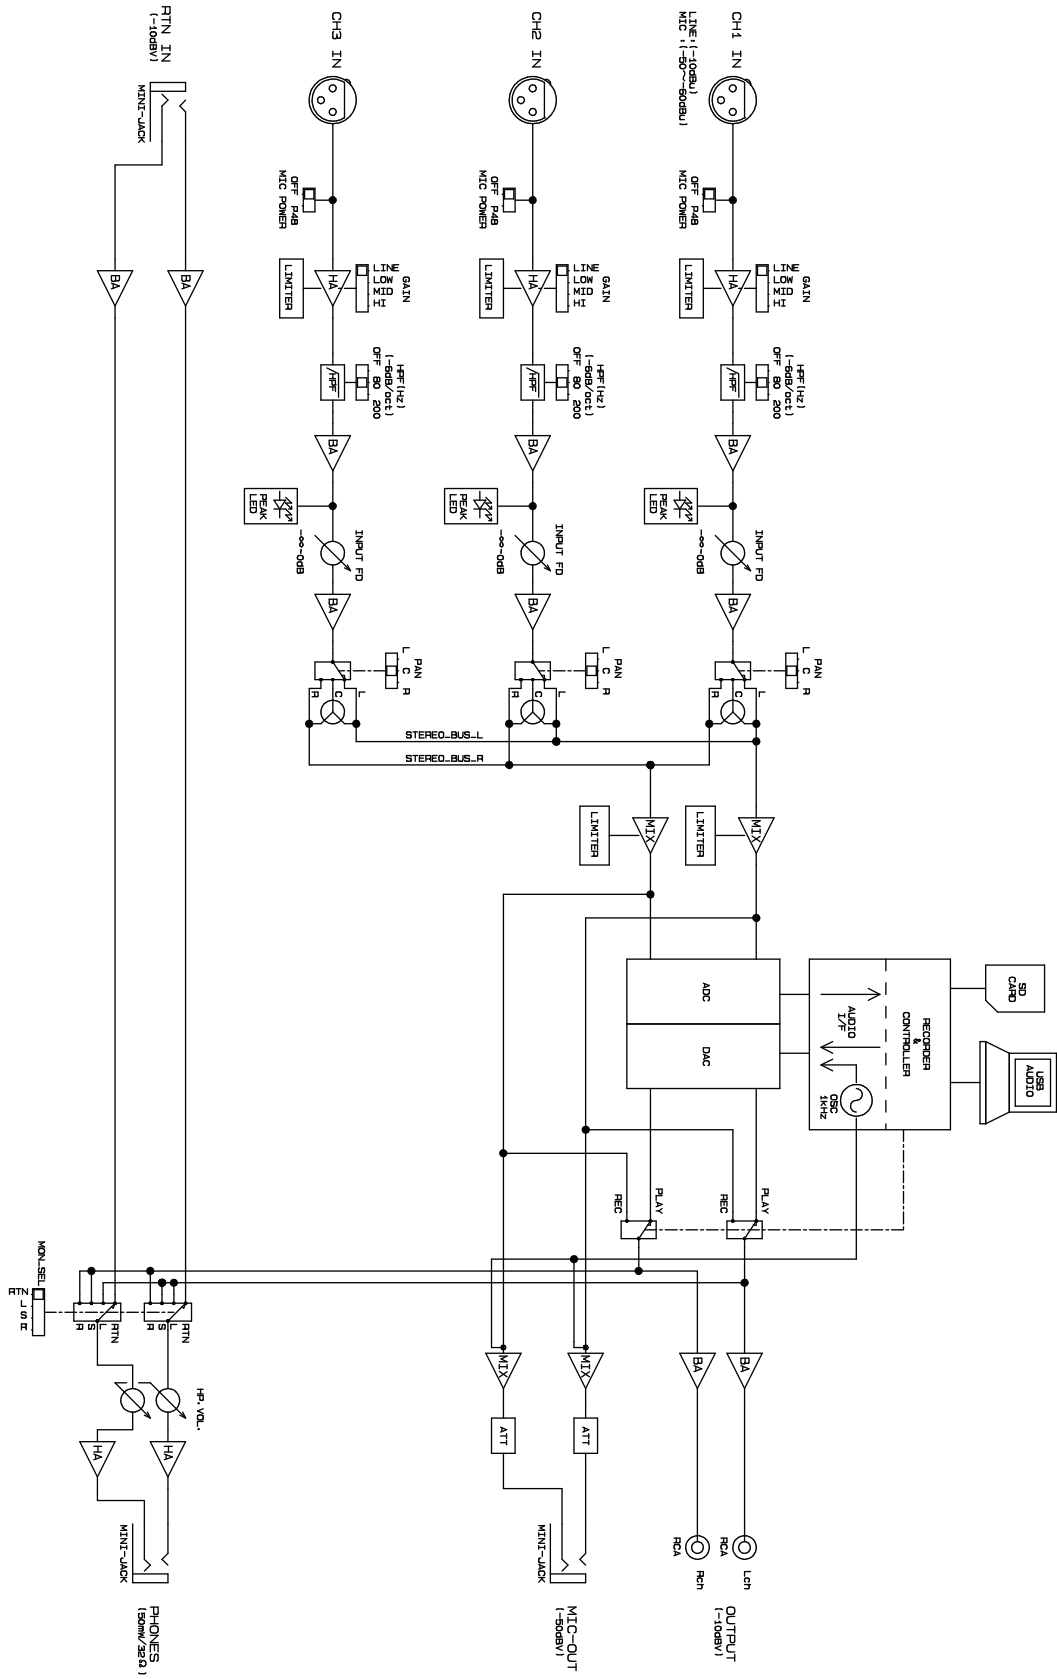 CH1 IN
LINE:(-10dBu)
MIC :(-50~-60dBu)
OFF P48
MIC POWER
HA
GAIN
LINE
LOW
MID
HI
LIMITER
HPF(Hz)
(-6dB/oct)
OFF 80 200
HPF
BA
PEAK
LED
INPUT FD
-∞~0dB
BA
PAN
L C R
L
C
R
CH2 IN
OFF P48
MIC POWER
HA
GAIN
LINE
LOW
MID
HI
LIMITER
HPF(Hz)
(-6dB/oct)
OFF 80 200
HPF
BA
PEAK
LED
INPUT FD
-∞~0dB
BA
PAN
L C R
L
C
R
CH3 IN
OFF P48
MIC POWER
HA
GAIN
LINE
LOW
MID
HI
LIMITER
HPF(Hz)
(-6dB/oct)
OFF 80 200
HPF
BA
PEAK
LED
INPUT FD
-∞~0dB
BA
PAN
L C R
L
C
R
STEREO_BUS_L
STEREO_BUS_R
MIX
LIMITER
MIX
LIMITER
ADC
DAC
SD
CARD
USB
AUDIO
RECORDER
&
CONTROLLER
AUDIO
I/F
OSC
1kHz
PLAY
REC
PLAY
REC
BA
BA
RCA
Lch
RCA
Rch
OUTPUT
(-10dBV)
MIX
MIX
ATT
ATT
MINI-JACK
MIC-OUT
(-50dBV)
RTN IN
(-10dBV)
MINI-JACK
BA
BA
MON_SEL
RTN L S R
RTN
L
S
R
RTN
L
S
R
HP. VOL.
HA
HA
MINI-JACK
PHONES
(50mW/32Ω)